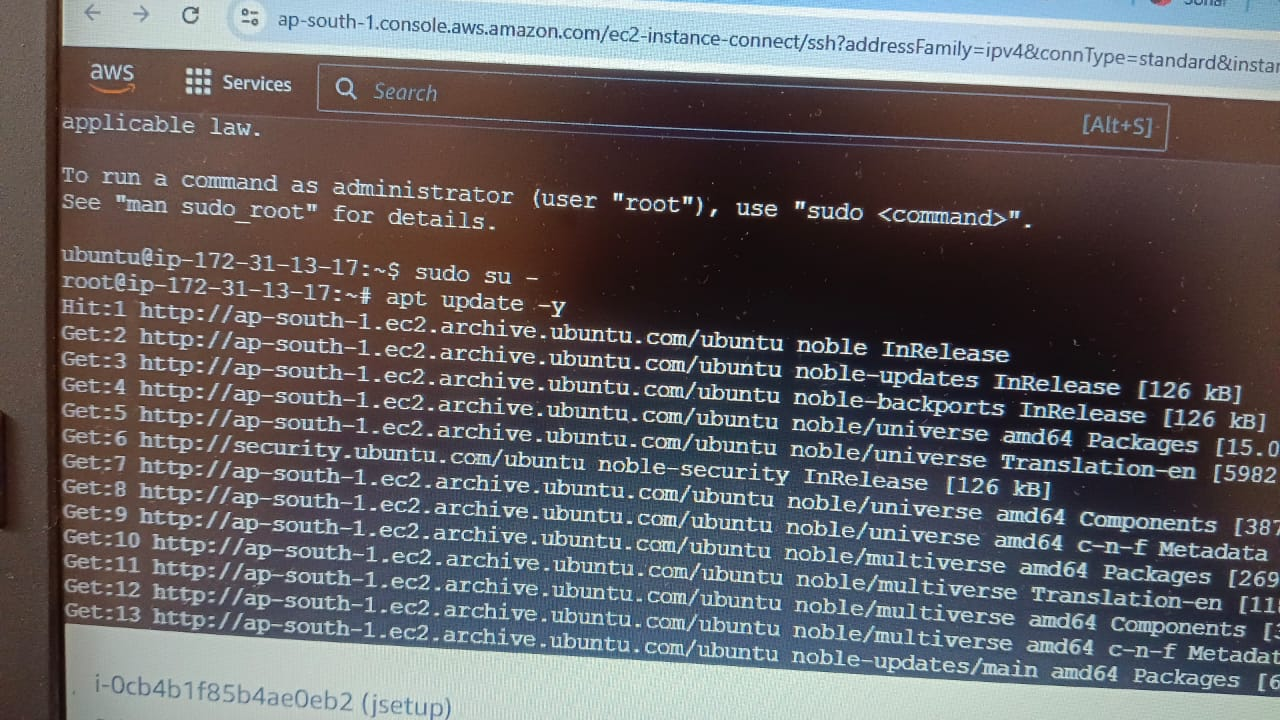 ap-south-1.console.aws.amazon.com/ec2-instance-connect/ssh?addressFamily=ipv4&connType=standard&instan
aws Services Search [Alt+S]
applicable law.
To run a command as administrator (user "root"), use "sudo <command>".
See "man sudo_root" for details.
ubuntu@ip-172-31-13-17:~$ sudo su -
root@ip-172-31-13-17:~# apt update -y
Hit:1 http://ap-south-1.ec2.archive.ubuntu.com/ubuntu noble InRelease
Get:2 http://ap-south-1.ec2.archive.ubuntu.com/ubuntu noble-updates InRelease [126 kB]
Get:3 http://ap-south-1.ec2.archive.ubuntu.com/ubuntu noble-backports InRelease [126 kB]
Get:4 http://ap-south-1.ec2.archive.ubuntu.com/ubuntu noble/universe amd64 Packages [15.0
Get:5 http://ap-south-1.ec2.archive.ubuntu.com/ubuntu noble/universe Translation-en [5982
Get:6 http://security.ubuntu.com/ubuntu noble-security InRelease [126 kB]
Get:7 http://ap-south-1.ec2.archive.ubuntu.com/ubuntu noble/universe amd64 Components [387
Get:8 http://ap-south-1.ec2.archive.ubuntu.com/ubuntu noble/universe amd64 c-n-f Metadata
Get:9 http://ap-south-1.ec2.archive.ubuntu.com/ubuntu noble/multiverse amd64 Packages [269
Get:10 http://ap-south-1.ec2.archive.ubuntu.com/ubuntu noble/multiverse Translation-en [11
Get:11 http://ap-south-1.ec2.archive.ubuntu.com/ubuntu noble/multiverse amd64 Components [
Get:12 http://ap-south-1.ec2.archive.ubuntu.com/ubuntu noble/multiverse amd64 c-n-f Metadat
Get:13 http://ap-south-1.ec2.archive.ubuntu.com/ubuntu noble-updates/main amd64 Packages [6
i-0cb4b1f85b4ae0eb2 (jsetup)